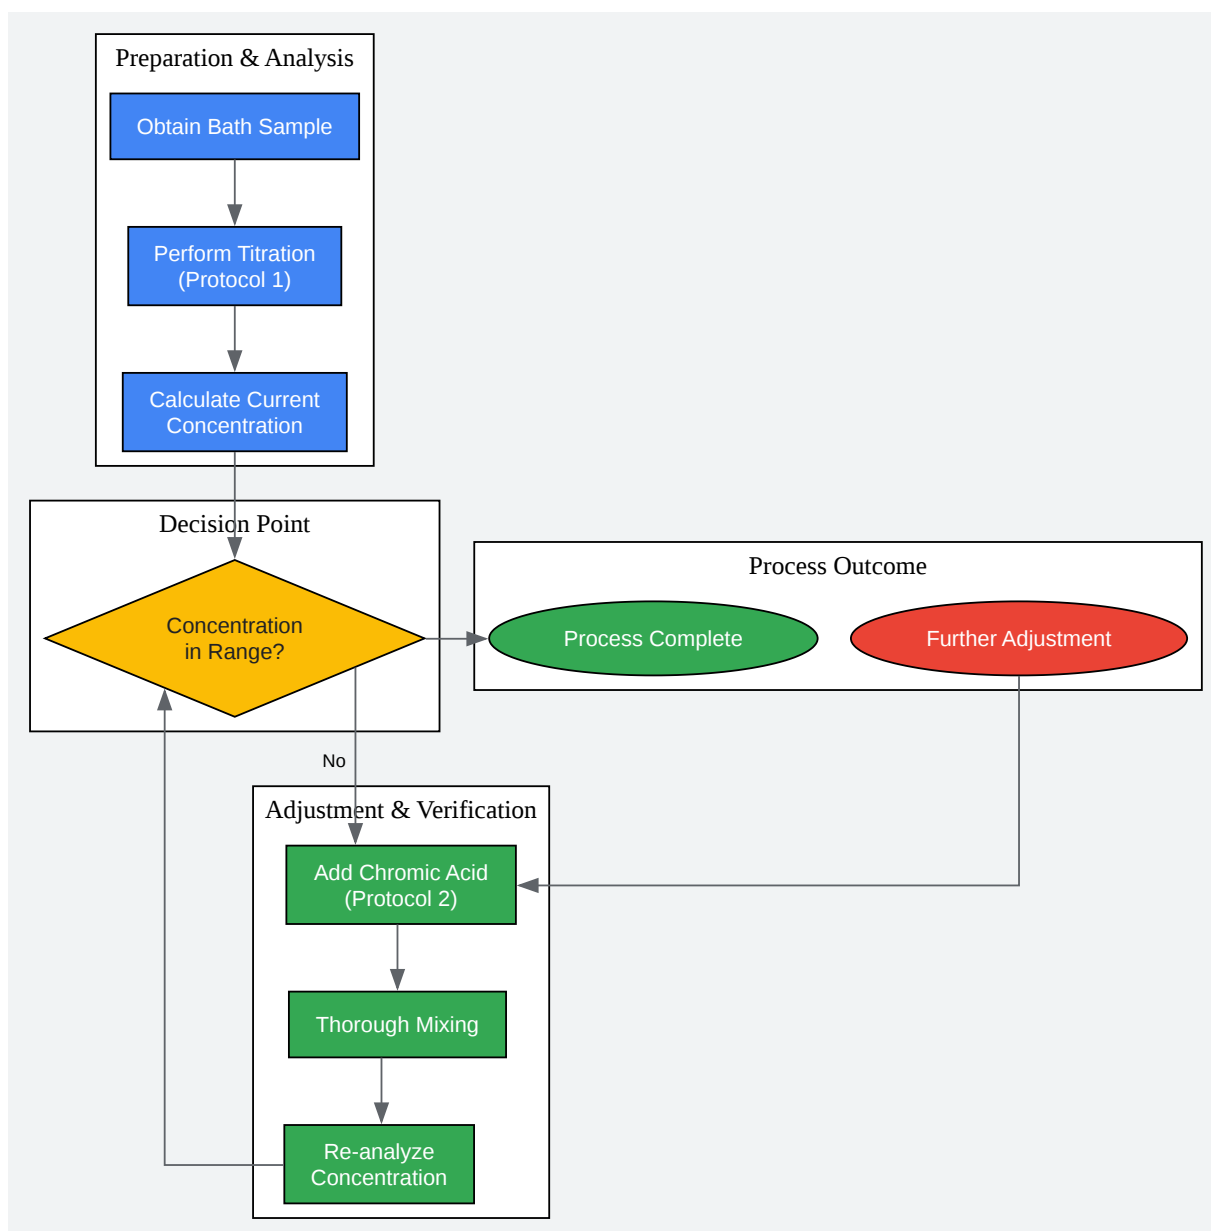 Preparation & Analysis
Obtain Bath Sample
Perform Titration
(Protocol 1)
Calculate Current
Concentration
Decision Point
Concentration
in Range?
Process Outcome
Process Complete
Further Adjustment
No
Adjustment & Verification
Add Chromic Acid
(Protocol 2)
Thorough Mixing
Re-analyze
Concentration